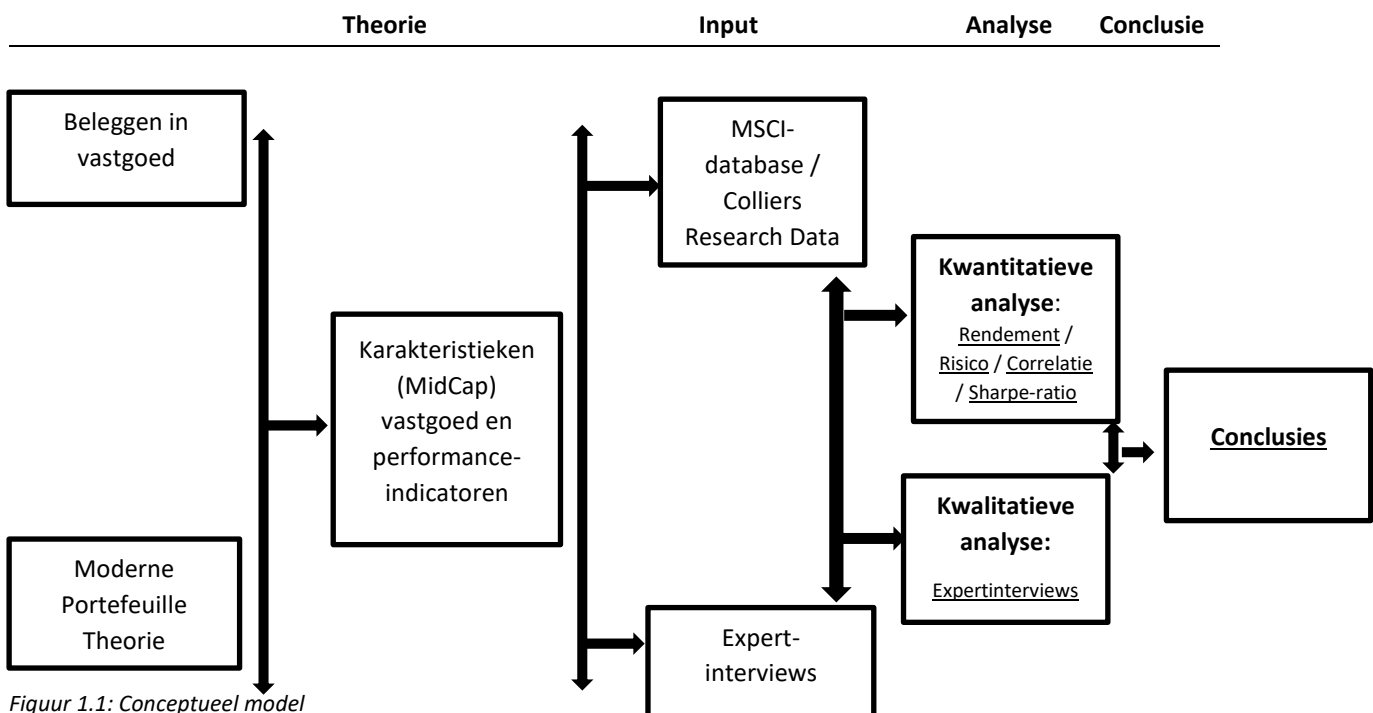 Theorie Input Analyse Conclusie
Beleggen in
vastgoed
Moderne
Portefeuille
Theorie
Karakteristieken
(MidCap)
vastgoed en
performance-
indicatoren
MSCI-
database /
Colliers
Research Data
Expert-
interviews
Kwantitatieve
analyse:
Rendement /
Risico / Correlatie
/ Sharpe-ratio
Kwalitatieve
analyse:
Expertinterviews
Conclusies
Figuur 1.1: Conceptueel model